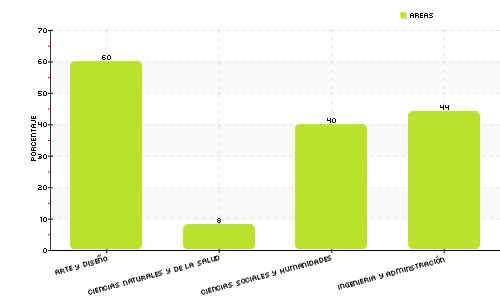 AREAS
PORCENTAJE
70
60
50
40
30
20
10
0
60
8
40
44
ARTE Y DISEÑO
CIENCIAS NATURALES Y DE LA SALUD
CIENCIAS SOCIALES Y HUMANIDADES
INGENIERIA Y ADMINSTRACIÓN